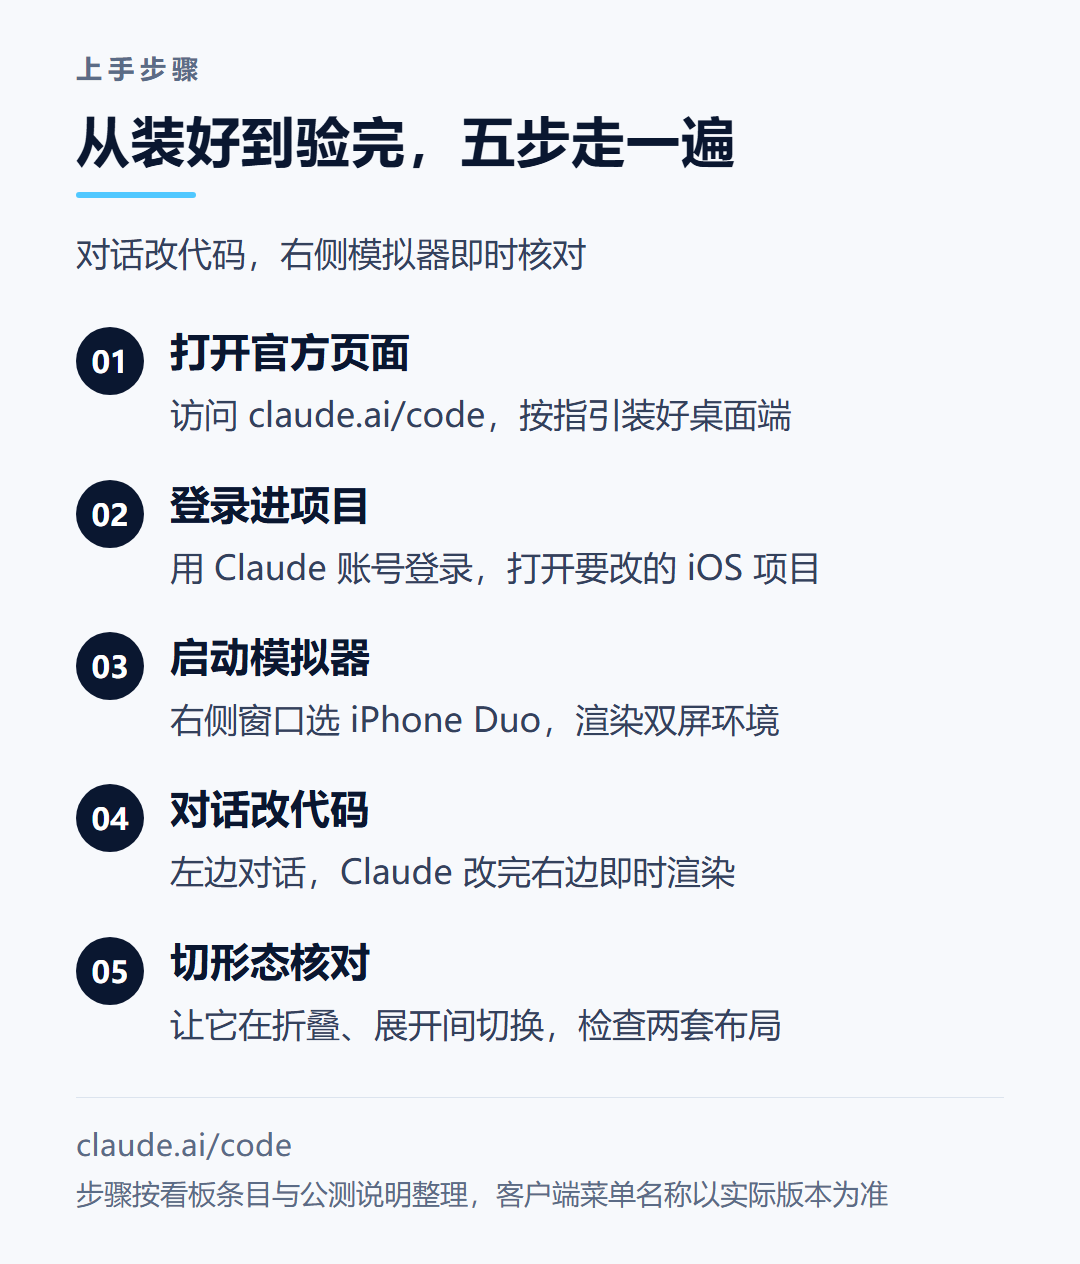 上手步骤
从装好到验完，五步走一遍
对话改代码，右侧模拟器即时核对
01
打开官方页面
访问 claude.ai/code，按指引装好桌面端
02
登录进项目
用 Claude 账号登录，打开要改的 iOS 项目
03
启动模拟器
右侧窗口选 iPhone Duo，渲染双屏环境
04
对话改代码
左边对话，Claude 改完右边即时渲染
05
切形态核对
让它在折叠、展开间切换，检查两套布局
claude.ai/code
步骤按看板条目与公测说明整理，客户端菜单名称以实际版本为准